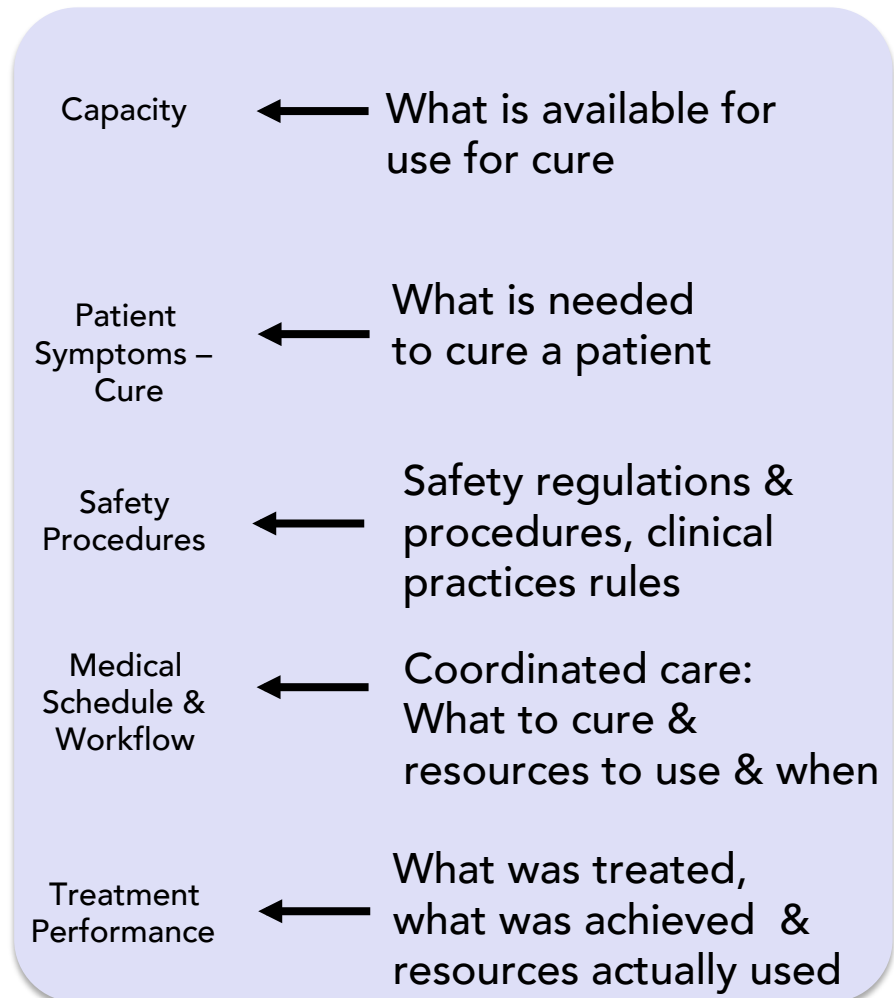 Capacity
What is available for
use for cure
Patient
Symptoms –
Cure
What is needed
to cure a patient
Safety
Procedures
Safety regulations &
procedures, clinical
practices rules
Medical
Schedule &
Workflow
Coordinated care:
What to cure &
resources to use & when
Treatment
Performance
What was treated,
what was achieved &
resources actually used